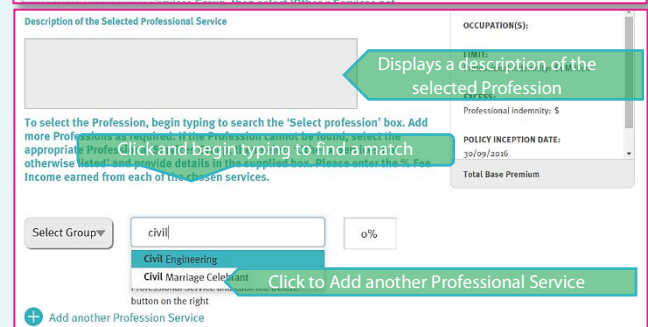 Description of the Selected Professional Service
OCCUPATION(S):
LIMIT:
Displays a description of the
selected Profession
EXCESS:
Professional indemnity: $
To select the Profession, begin typing to search the ‘Select profession’ box. Add
more Professions as required. If the Profession cannot be found, select the
appropriate
Click and begin typing to find a match
otherwise listed’ and provide details in the supplied box. Please enter the % Fee
Income earned from each of the chosen services.
POLICY INCEPTION DATE:
30/09/2016
Total Base Premium
Select Group
civil
0%
Civil Engineering
Civil Marriage Celebrant
Click to Add another Professional Service
button on the right
Add another Profession Service